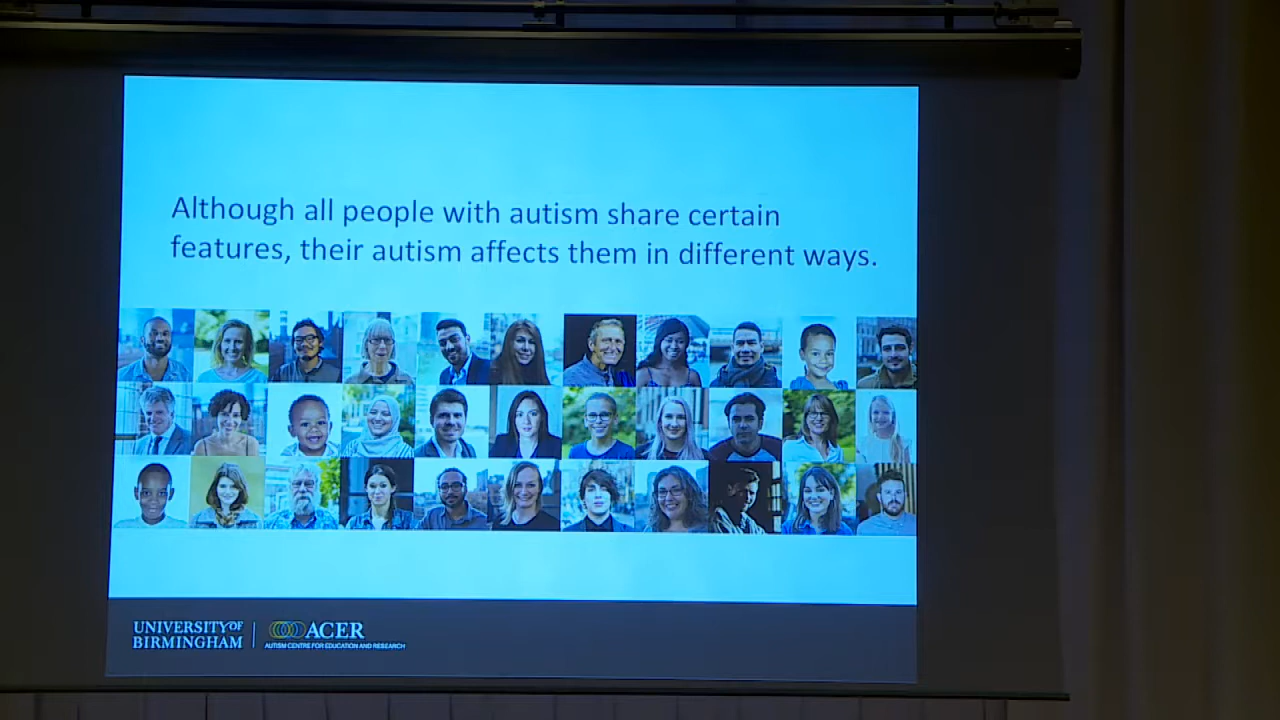 Although all people with autism share certain
features, their autism affects them in different ways.
UNIVERSITY OF
BIRMINGHAM
ACER
AUTISM CENTRE FOR EDUCATION AND RESEARCH